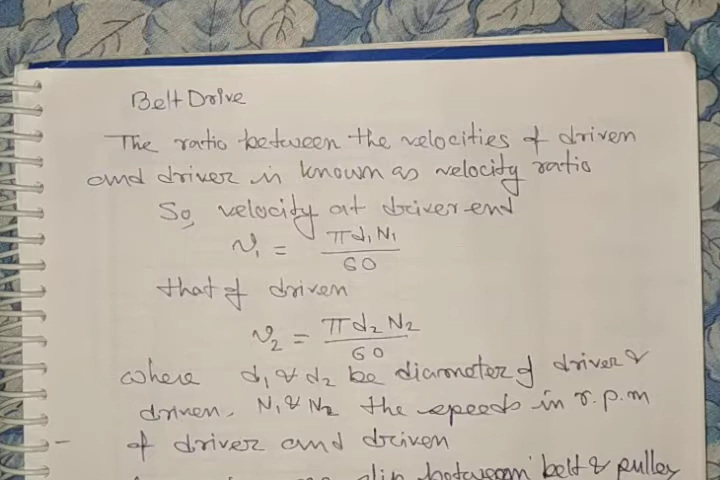 Belt Drive
The ratio between the velocities of driven
and driver is known as velocity ratio
So, velocity at driver end
v₁ = πd₁N₁/60
that of driven
v₂ = πd₂N₂/60
where d₁ & d₂ be diameter of driver &
driven, N₁ & N₂ the speeds in r.p.m
of driver and driven
slip between belt & pulley